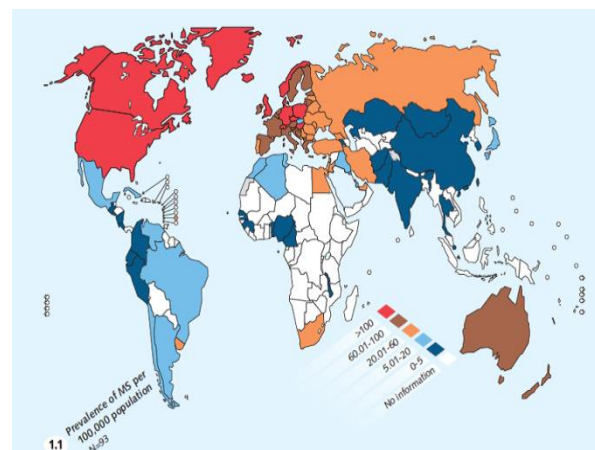 >100
60.01-100
20.01-60
5.01-20
0-5
No information
1.1 Prevalence of MS per
100,000 population
N=93